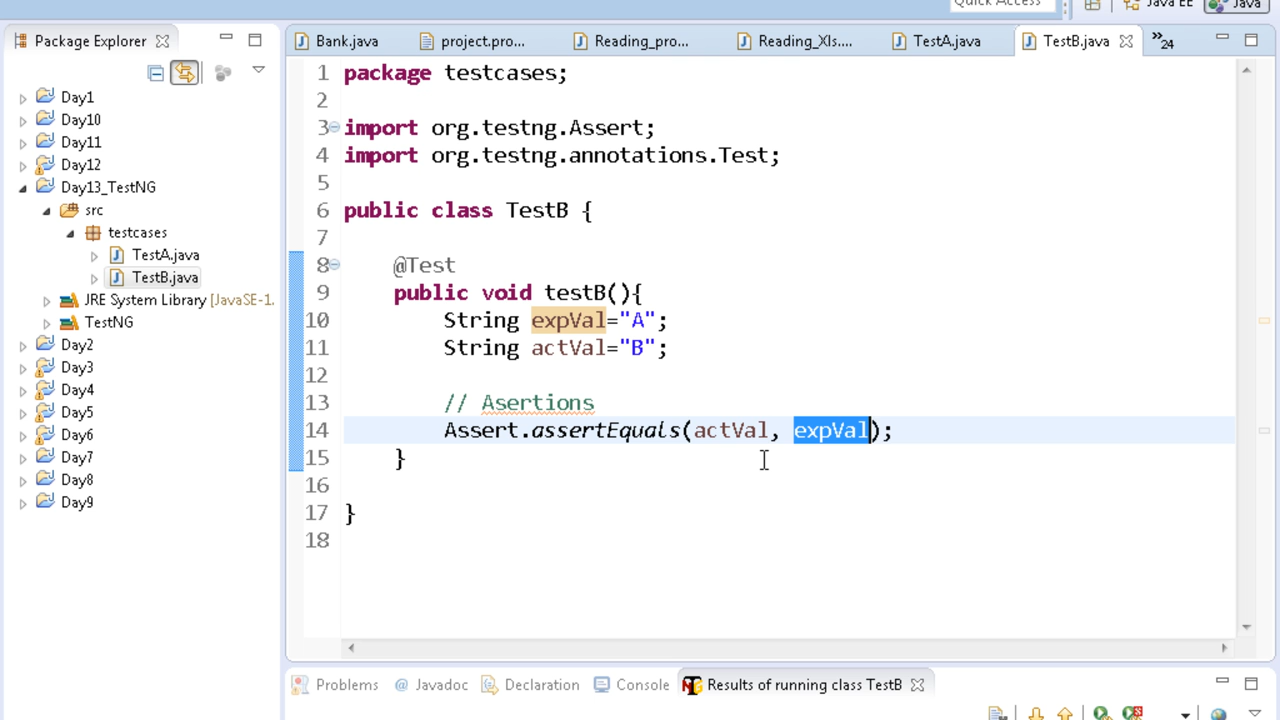 Quick Access
Java EE
Java
Package Explorer
Bank.java
project.pro...
Reading_pro...
Reading_Xls....
TestA.java
TestB.java
24
Day1
Day10
Day11
Day12
Day13_TestNG
src
testcases
TestA.java
TestB.java
JRE System Library [JavaSE-1.
TestNG
Day2
Day3
Day4
Day5
Day6
Day7
Day8
Day9
1 package testcases;
2
3 import org.testng.Assert;
4 import org.testng.annotations.Test;
5
6 public class TestB {
7
8 @Test
9 public void testB(){
10 String expVal="A";
11 String actVal="B";
12
13 // Asertions
14 Assert.assertEquals(actVal, expVal);
15 }
16
17 }
18
Problems
@ Javadoc
Declaration
Console
Results of running class TestB